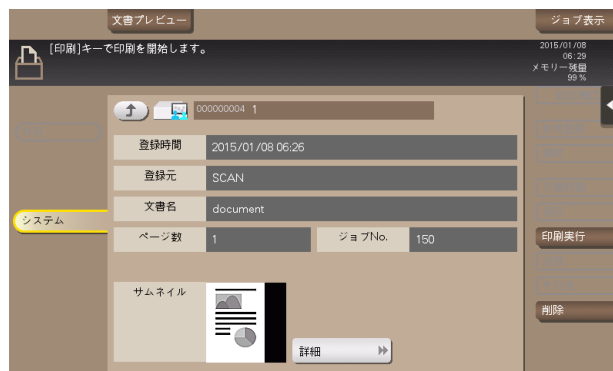 文書プレビュー
ジョブ表示
[印刷]キーで印刷を開始します。
2015/01/08
06:29
メモリー残量
99 %
000000004 1
登録時間 2015/01/08 06:26
登録元 SCAN
文書名 document
システム
ページ数 1 ジョブNo. 150
印刷実行
サムネイル
削除
詳細